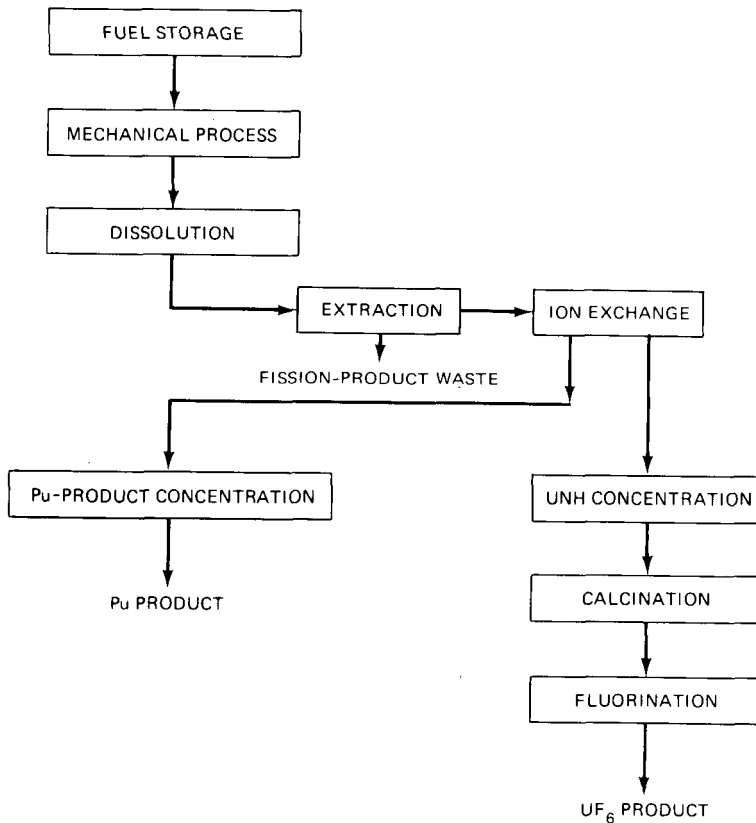 FUEL STORAGE
MECHANICAL PROCESS
DISSOLUTION
EXTRACTION
ION EXCHANGE
FISSION-PRODUCT WASTE
Pu-PRODUCT CONCENTRATION
UNH CONCENTRATION
Pu PRODUCT
CALCINATION
FLUORINATION
UF₆ PRODUCT